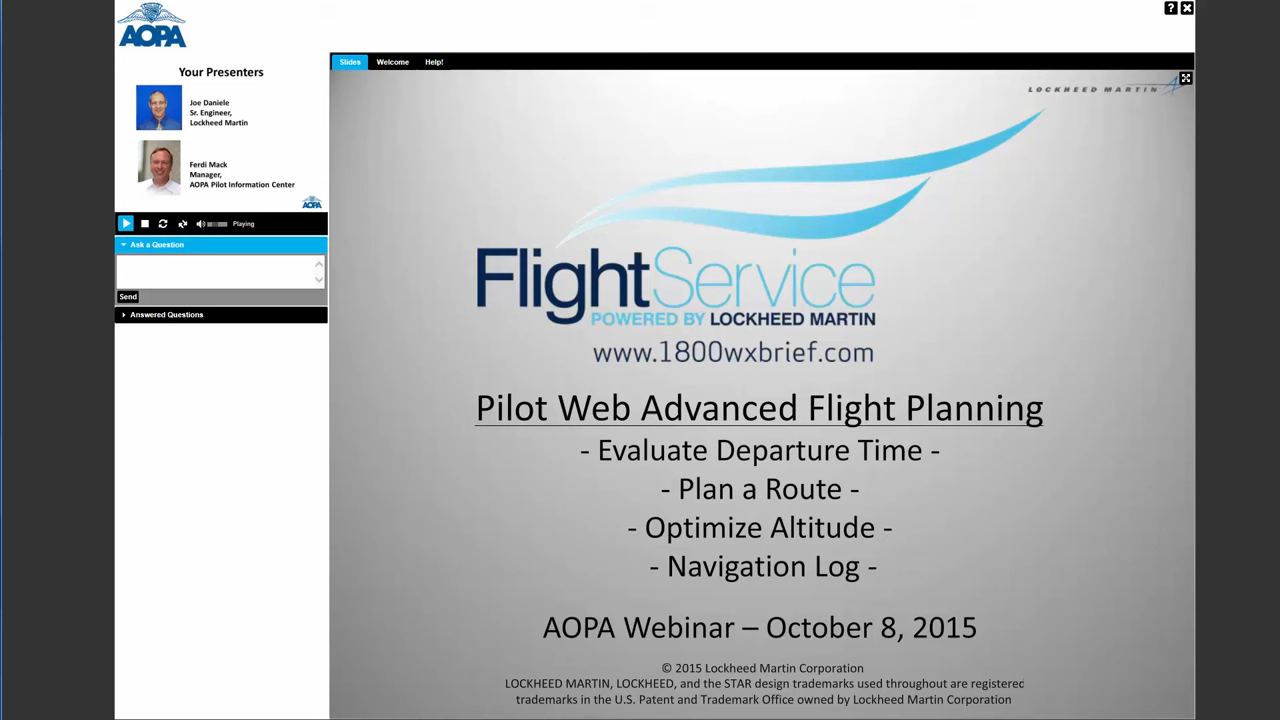 AOPA
? 
Your Presenters
Joe Daniele
Sr. Engineer,
Lockheed Martin
Ferdi Mack
Manager,
AOPA Pilot Information Center
AOPA
Playing
Ask a Question
Send
Answered Questions
Slides Welcome Help!
LOCKHEED MARTIN
FlightService
POWERED BY LOCKHEED MARTIN
www.1800wxbrief.com
Pilot Web Advanced Flight Planning
- Evaluate Departure Time -
- Plan a Route -
- Optimize Altitude -
- Navigation Log -
AOPA Webinar – October 8, 2015
© 2015 Lockheed Martin Corporation
LOCKHEED MARTIN, LOCKHEED, and the STAR design trademarks used throughout are registered
trademarks in the U.S. Patent and Trademark Office owned by Lockheed Martin Corporation